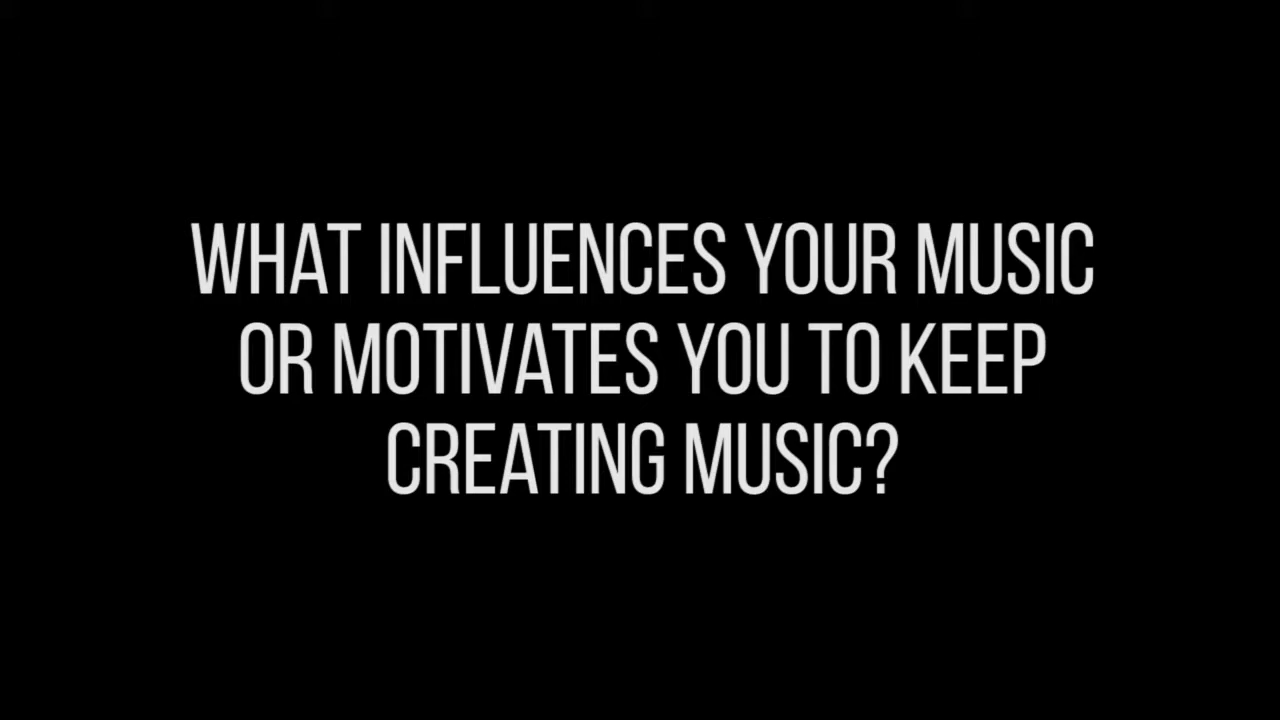 WHAT INFLUENCES YOUR MUSIC
OR MOTIVATES YOU TO KEEP
CREATING MUSIC?